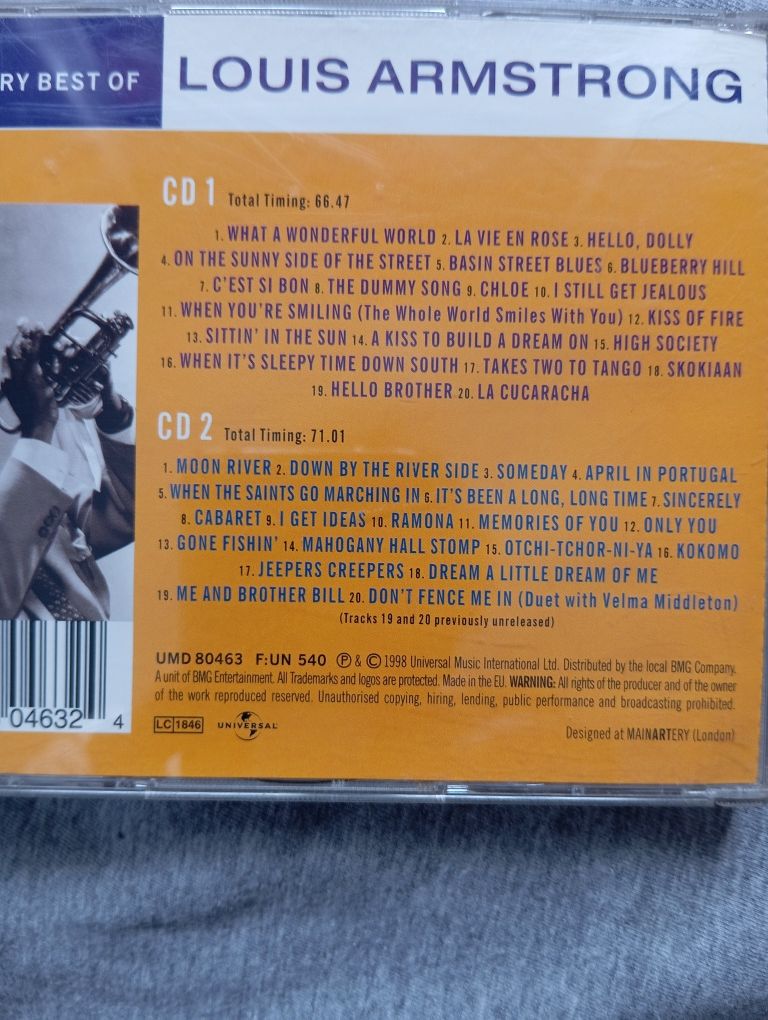 RY BEST OF LOUIS ARMSTRONG
CD 1 Total Timing: 66.47
1. WHAT A WONDERFUL WORLD 2. LA VIE EN ROSE 3. HELLO, DOLLY
4. ON THE SUNNY SIDE OF THE STREET 5. BASIN STREET BLUES 6. BLUEBERRY HILL
7. C'EST SI BON 8. THE DUMMY SONG 9. CHLOE 10. I STILL GET JEALOUS
11. WHEN YOU'RE SMILING (The Whole World Smiles With You) 12. KISS OF FIRE
13. SITTIN' IN THE SUN 14. A KISS TO BUILD A DREAM ON 15. HIGH SOCIETY
16. WHEN IT'S SLEEPY TIME DOWN SOUTH 17. TAKES TWO TO TANGO 18. SKOKIAAN
19. HELLO BROTHER 20. LA CUCARACHA
CD 2 Total Timing: 71.01
1. MOON RIVER 2. DOWN BY THE RIVER SIDE 3. SOMEDAY 4. APRIL IN PORTUGAL
5. WHEN THE SAINTS GO MARCHING IN 6. IT'S BEEN A LONG, LONG TIME 7. SINCERELY
8. CABARET 9. I GET IDEAS 10. RAMONA 11. MEMORIES OF YOU 12. ONLY YOU
13. GONE FISHIN' 14. MAHOGANY HALL STOMP 15. OTCHI-TCHOR-NI-YA 16. KOKOMO
17. JEEPERS CREEPERS 18. DREAM A LITTLE DREAM OF ME
19. ME AND BROTHER BILL 20. DON'T FENCE ME IN (Duet with Velma Middleton)
(Tracks 19 and 20 previously unreleased)
UMD 80463 F:UN 540 ℗ & © 1998 Universal Music International Ltd. Distributed by the local BMG Company.
A unit of BMG Entertainment. All Trademarks and logos are protected. Made in the EU. WARNING: All rights of the producer and of the owner
of the work reproduced reserved. Unauthorised copying, hiring, lending, public performance and broadcasting prohibited.
04632 4
LC 1846 UNIVERSAL
Designed at MAINARTERY (London)